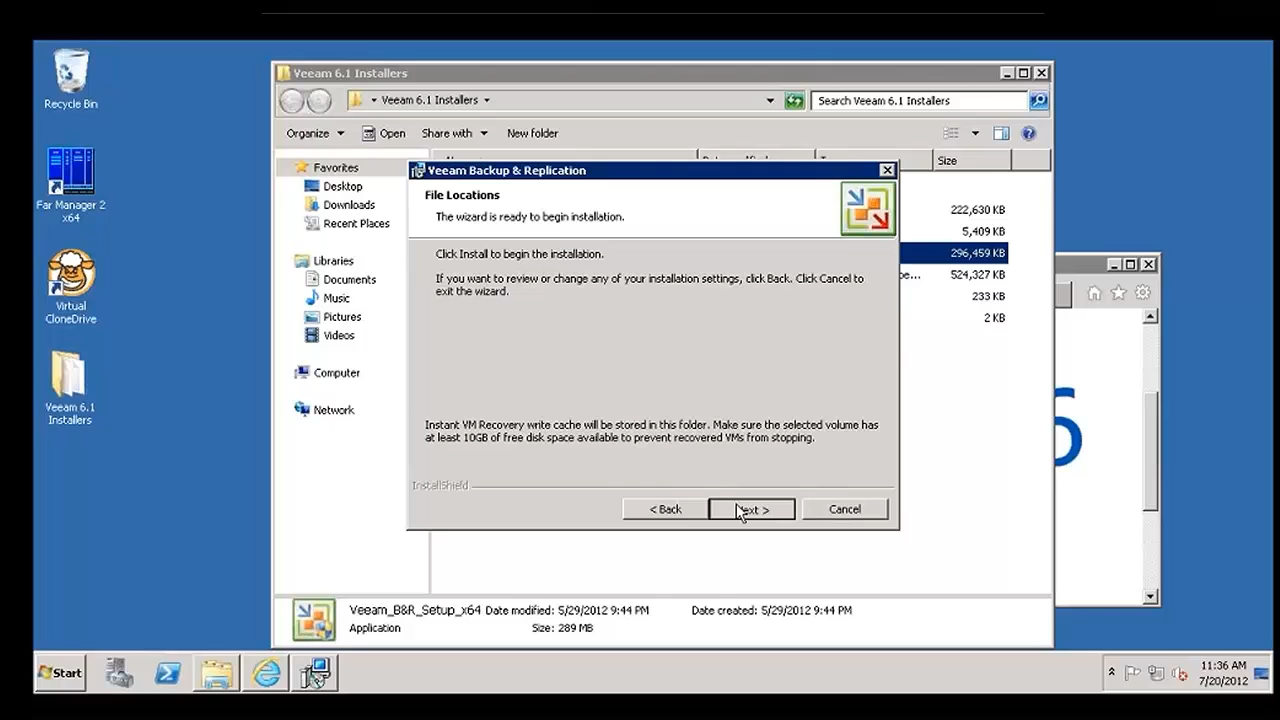 Recycle Bin
Far Manager 2
x64
Virtual
CloneDrive
Veeam 6.1
Installers
Veeam 6.1 Installers
Veeam 6.1 Installers
Search Veeam 6.1 Installers
Organize
Open
Share with
New folder
Size
Favorites
Desktop
Downloads
Recent Places
Libraries
Documents
Music
Pictures
Videos
Computer
Network
222,630 KB
5,409 KB
296,459 KB
524,327 KB
233 KB
2 KB
Veeam Backup & Replication
File Locations
The wizard is ready to begin installation.
Click Install to begin the installation.
If you want to review or change any of your installation settings, click Back. Click Cancel to
exit the wizard.
Instant VM Recovery write cache will be stored in this folder. Make sure the selected volume has
at least 10GB of free disk space available to prevent recovered VMs from stopping.
InstallShield
< Back
Cancel
6
Veeam_B&R_Setup_x64 Date modified: 5/29/2012 9:44 PM
Date created: 5/29/2012 9:44 PM
Application
Size: 289 MB
Start
11:36 AM
7/20/2012